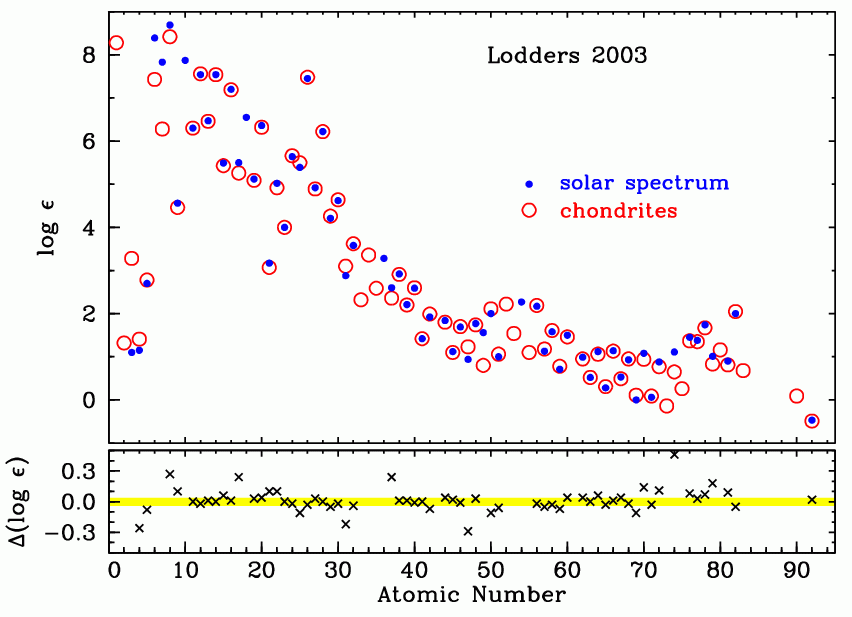 Lodders 2003
solar spectrum
chondrites
log ϵ
8
6
4
2
0
Δ(log ϵ)
0.3
0.0
−0.3
0 10 20 30 40 50 60 70 80 90
Atomic Number